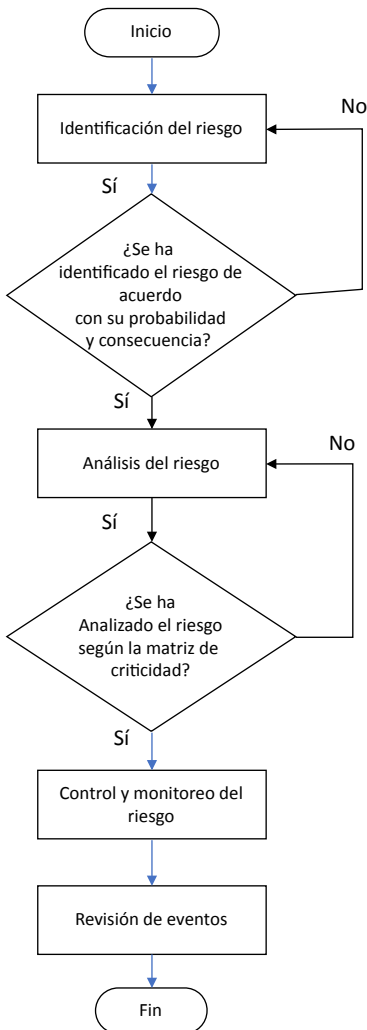 Inicio
No
Identificación del riesgo
Sí
¿Se ha
identificado el riesgo de
acuerdo
con su probabilidad
y consecuencia?
Sí
No
Análisis del riesgo
Sí
¿Se ha
Analizado el riesgo
según la matriz de
criticidad?
Sí
Control y monitoreo del
riesgo
Revisión de eventos
Fin